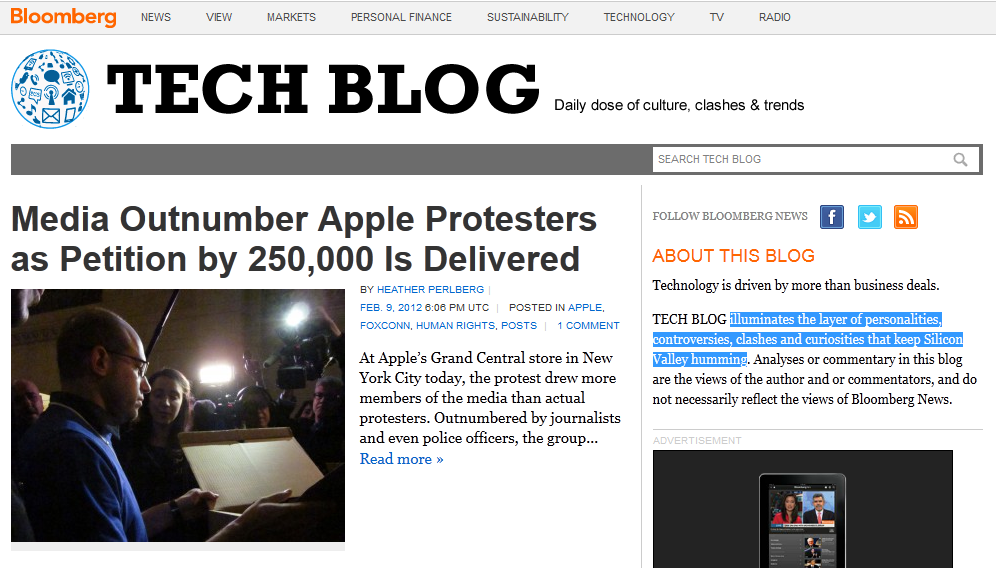 Bloomberg NEWS VIEW MARKETS PERSONAL FINANCE SUSTAINABILITY TECHNOLOGY TV RADIO
TECH BLOG Daily dose of culture, clashes & trends
SEARCH TECH BLOG
Media Outnumber Apple Protesters
as Petition by 250,000 Is Delivered
BY HEATHER PERLBERG |
FEB. 9, 2012 6:06 PM UTC | POSTED IN APPLE,
FOXCONN, HUMAN RIGHTS, POSTS | 1 COMMENT
At Apple’s Grand Central store in New
York City today, the protest drew more
members of the media than actual
protesters. Outnumbered by journalists
and even police officers, the group...
Read more »
FOLLOW BLOOMBERG NEWS
ABOUT THIS BLOG
Technology is driven by more than business deals.
TECH BLOG illuminates the layer of personalities,
controversies, clashes and curiosities that keep Silicon
Valley humming. Analyses or commentary in this blog
are the views of the author and or commentators, and do
not necessarily reflect the views of Bloomberg News.
ADVERTISEMENT